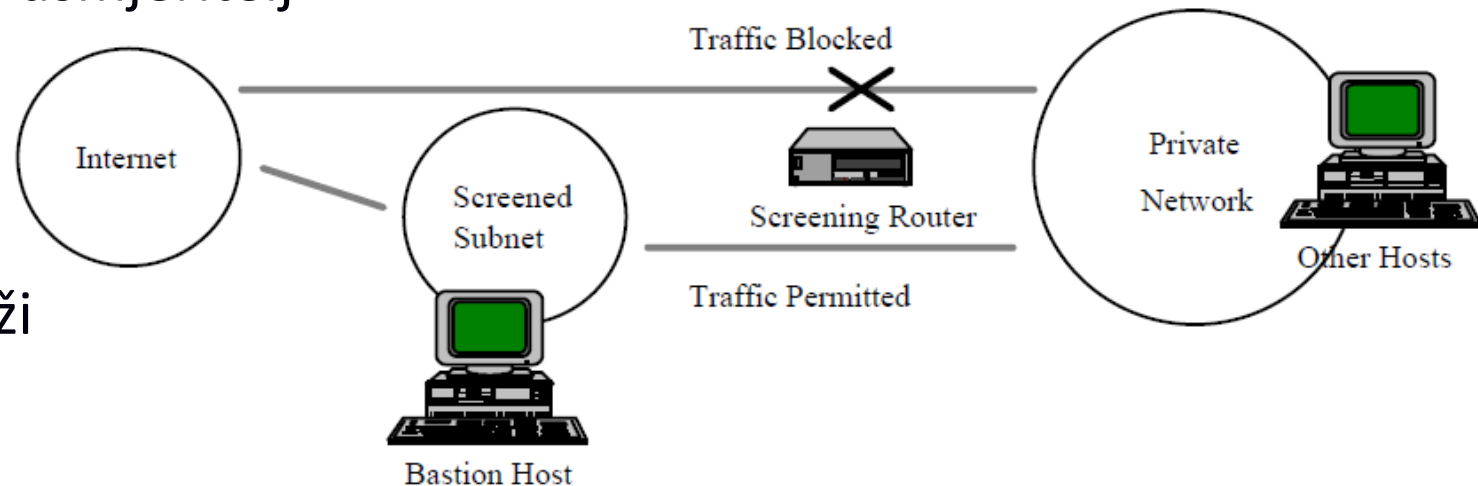 Traffic Blocked
Internet
Screened
Subnet
Private
Network
Screening Router
Other Hosts
ži
Traffic Permitted
Bastion Host